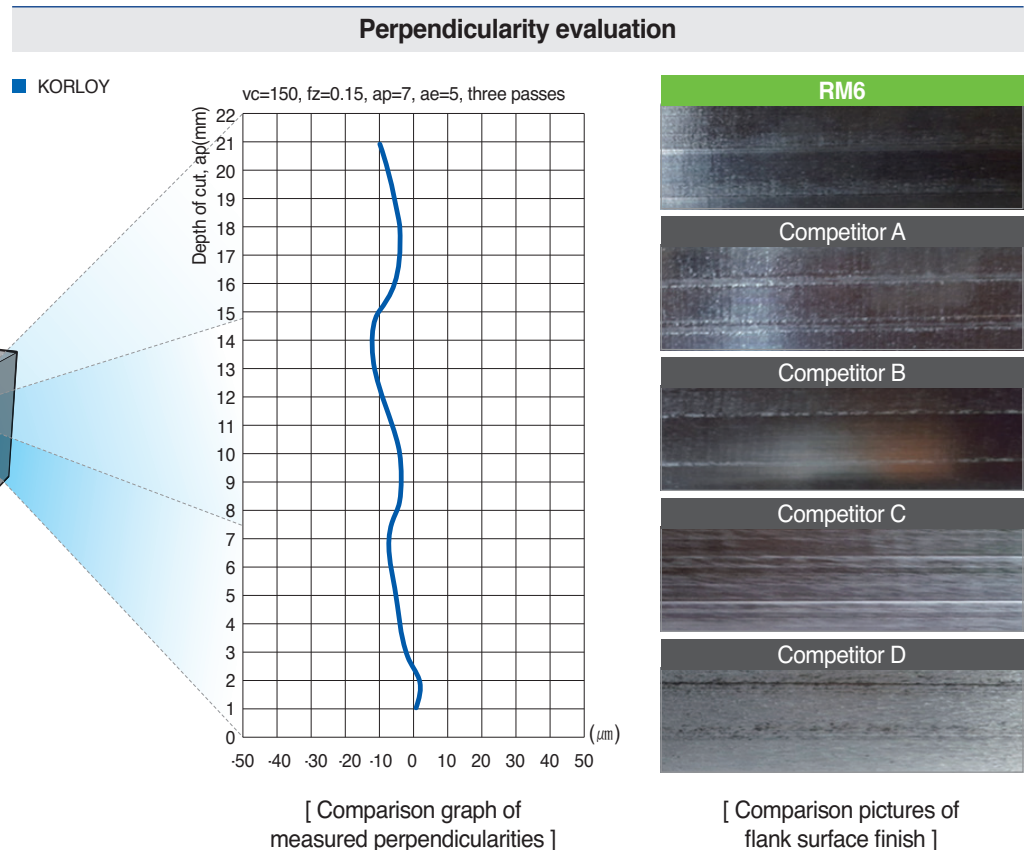 Perpendicularity evaluation
KORLOY
vc=150, fz=0.15, ap=7, ae=5, three passes
Depth of cut, ap(mm)
22
21
20
19
18
17
16
15
14
13
12
11
10
9
8
7
6
5
4
3
2
1
0
-50 -40 -30 -20 -10 0 10 20 30 40 50
(㎛)
[ Comparison graph of
measured perpendicularities ]
RM6
Competitor A
Competitor B
Competitor C
Competitor D
[ Comparison pictures of
flank surface finish ]